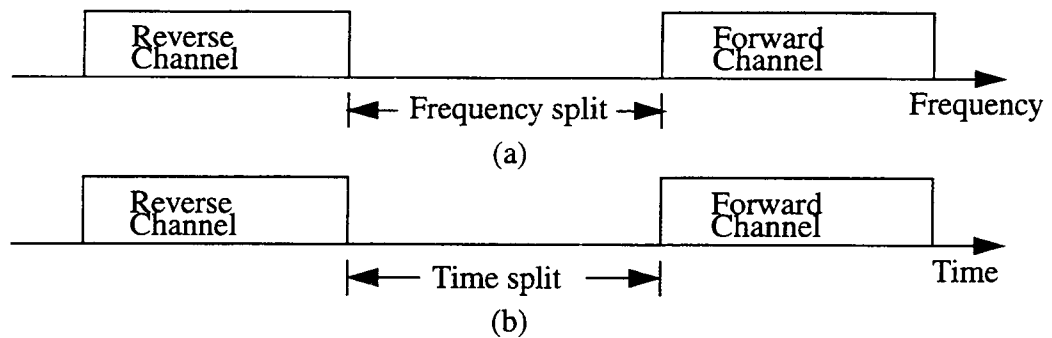 Reverse
Channel
Forward
Channel
Frequency
Frequency split
(a)
Reverse
Channel
Forward
Channel
Time
Time split
(b)